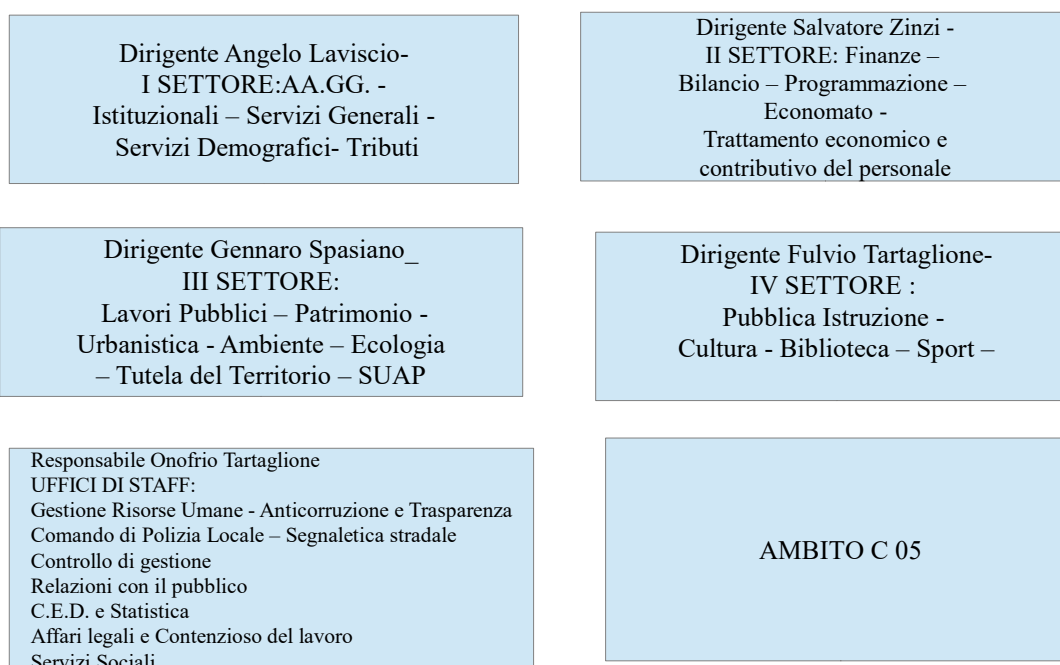 Dirigente Angelo Laviscio-
I SETTORE:AA.GG. -
Istituzionali – Servizi Generali -
Servizi Demografici- Tributi
Dirigente Salvatore Zinzi -
II SETTORE: Finanze –
Bilancio – Programmazione –
Economato -
Trattamento economico e
contributivo del personale
Dirigente Gennaro Spasiano_
III SETTORE:
Lavori Pubblici – Patrimonio -
Urbanistica - Ambiente – Ecologia
– Tutela del Territorio – SUAP
Dirigente Fulvio Tartaglione-
IV SETTORE :
Pubblica Istruzione -
Cultura - Biblioteca – Sport –
Responsabile Onofrio Tartaglione
UFFICI DI STAFF:
Gestione Risorse Umane - Anticorruzione e Trasparenza
Comando di Polizia Locale – Segnaletica stradale
Controllo di gestione
Relazioni con il pubblico
C.E.D. e Statistica
Affari legali e Contenzioso del lavoro
Servizi Sociali
AMBITO C 05